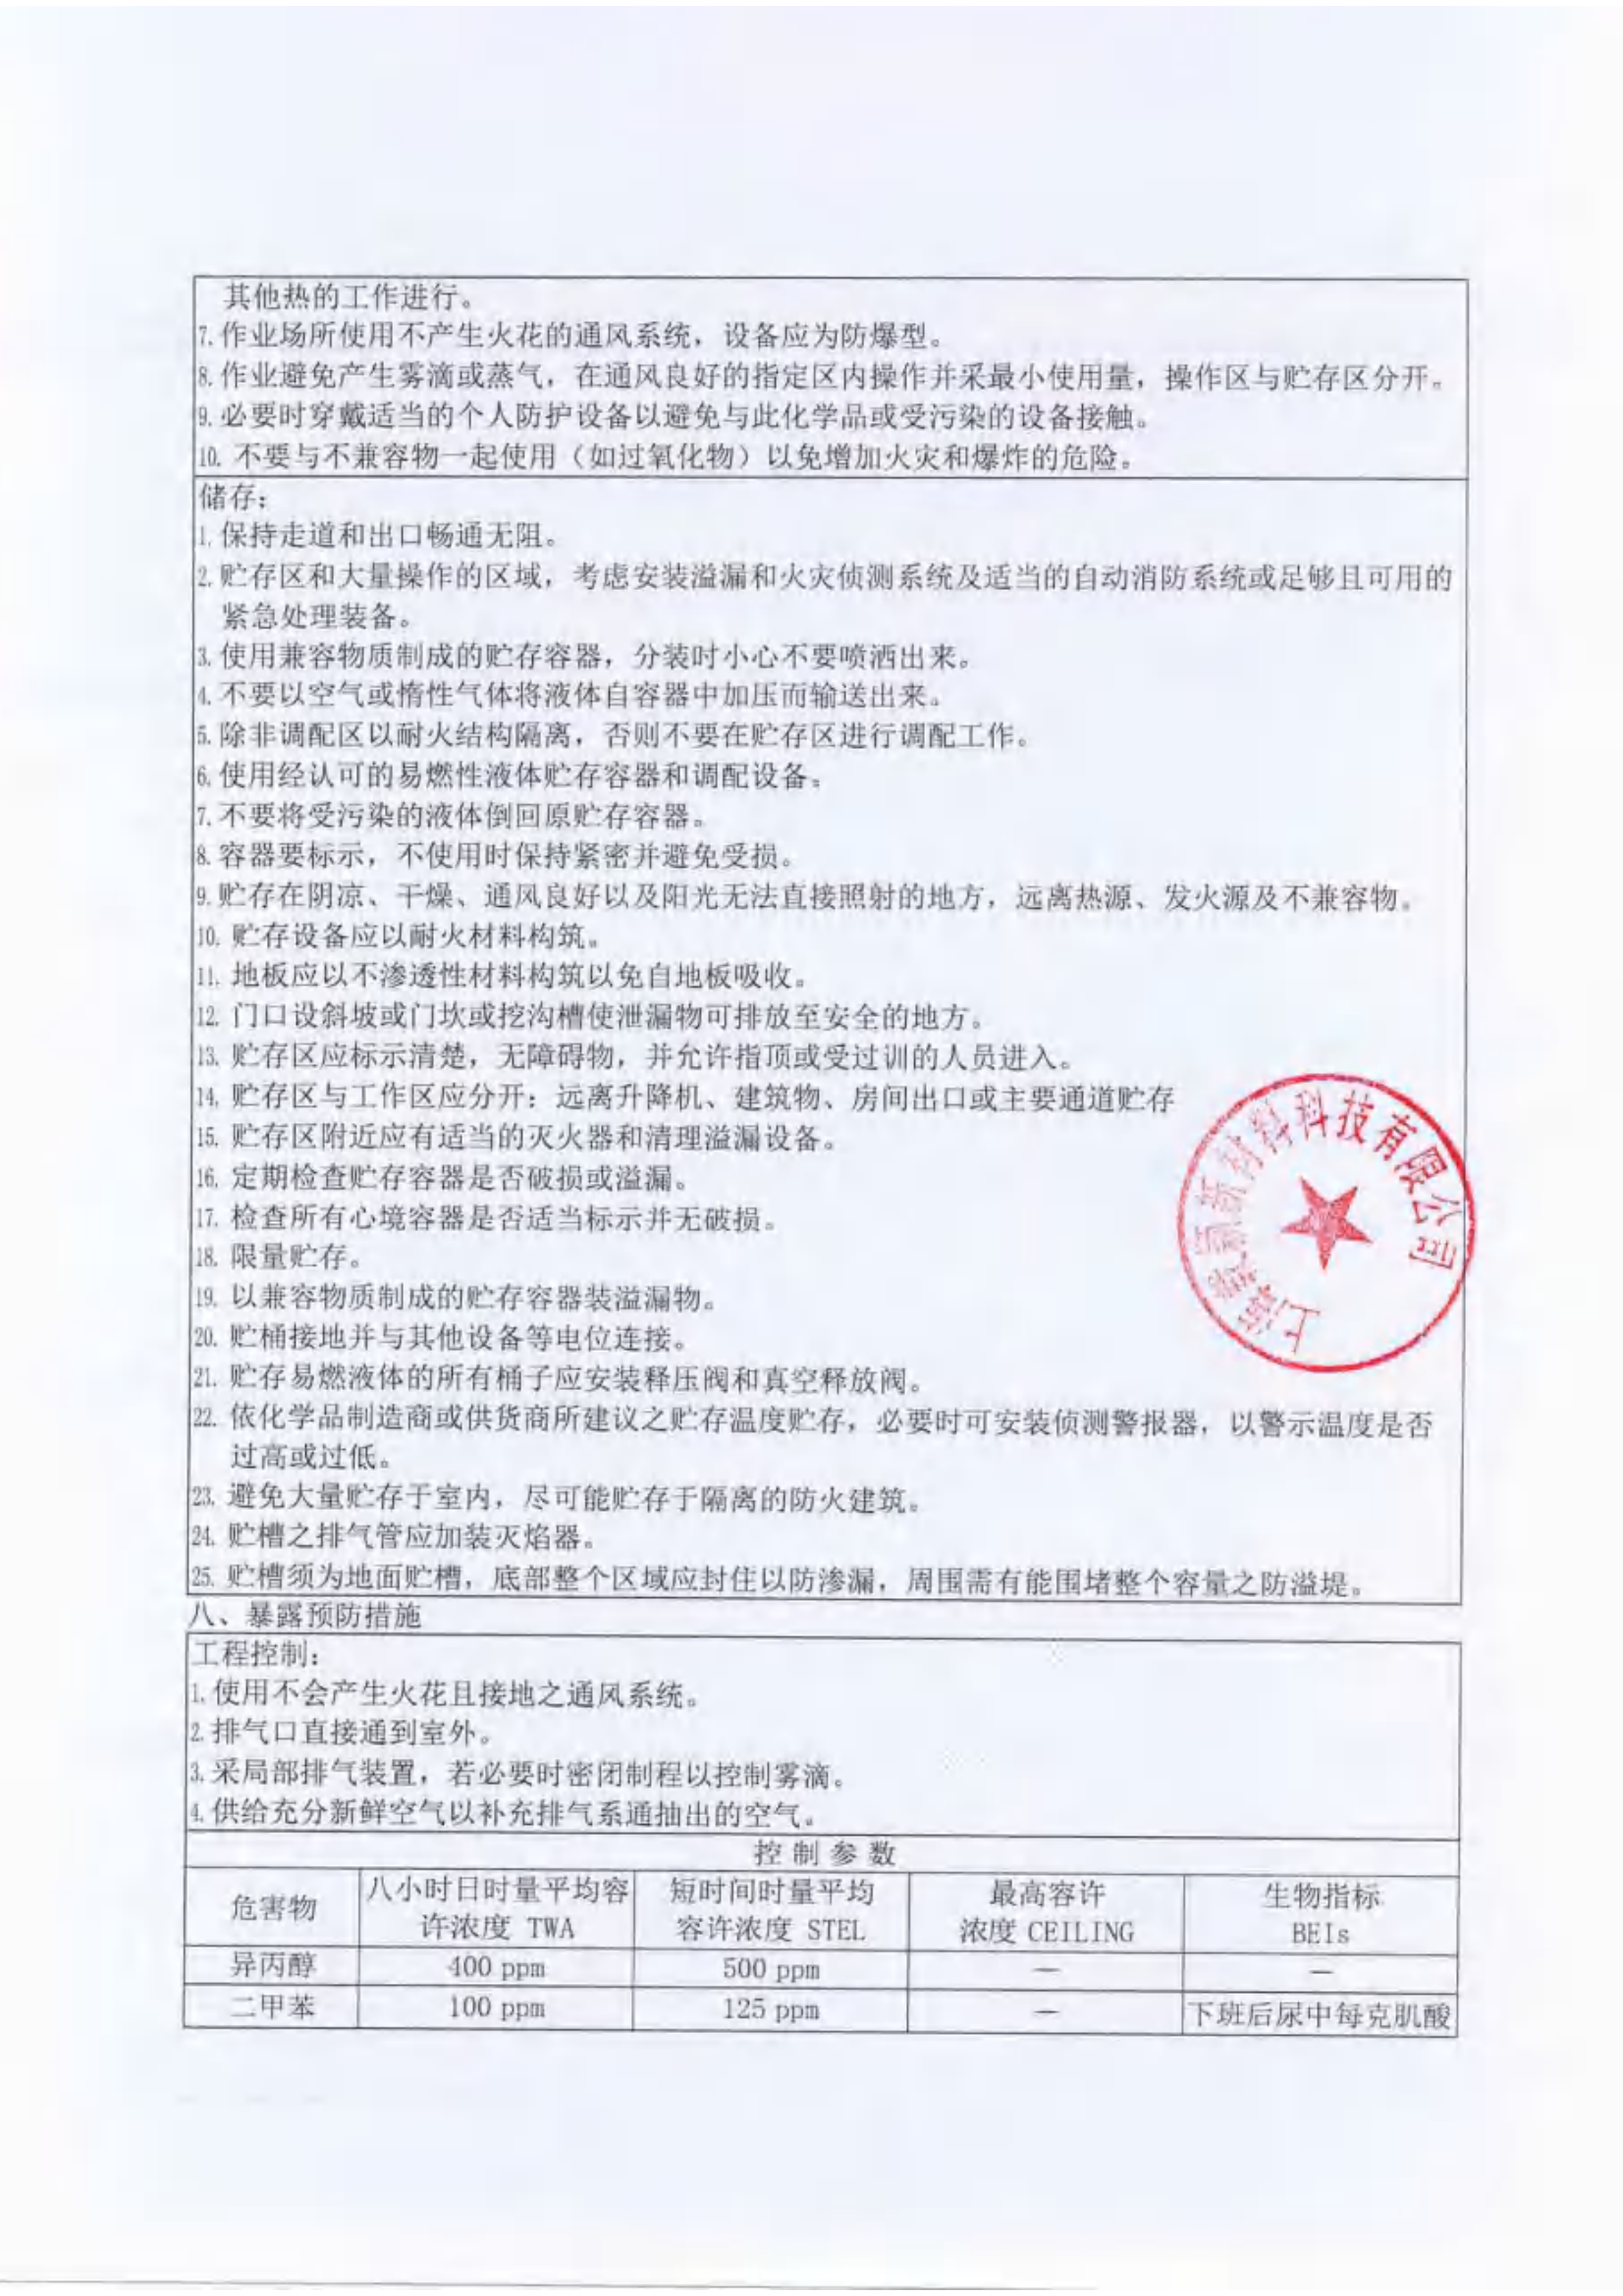 其他热的工作进行。
7. 作业场所使用不产生火花的通风系统，设备应为防爆型。
8. 作业避免产生雾滴或蒸气，在通风良好的指定区内操作并采最小使用量，操作区与贮存区分开。
9. 必要时穿戴适当的个人防护设备以避免与此化学品或受污染的设备接触。
10. 不要与不兼容物一起使用（如过氧化物）以免增加火灾和爆炸的危险。
储存：
1. 保持走道和出口畅通无阻。
2. 贮存区和大量操作的区域，考虑安装溢漏和火灾侦测系统及适当的自动消防系统或足够且可用的
紧急处理装备。
3. 使用兼容物质制成的贮存容器，分装时小心不要喷洒出来。
4. 不要以空气或惰性气体将液体自容器中加压而输送出来。
5. 除非调配区以耐火结构隔离，否则不要在贮存区进行调配工作。
6. 使用经认可的易燃性液体贮存容器和调配设备。
7. 不要将受污染的液体倒回原贮存容器。
8. 容器要标示，不使用时保持紧密并避免受损。
9. 贮存在阴凉、干燥、通风良好以及阳光无法直接照射的地方，远离热源、发火源及不兼容物。
10. 贮存设备应以耐火材料构筑。
11. 地板应以不渗透性材料构筑以免自地板吸收。
12. 门口设斜坡或门坎或挖沟槽使泄漏物可排放至安全的地方。
13. 贮存区应标示清楚，无障碍物，并允许指顶或受过训的人员进入。
14. 贮存区与工作区应分开：远离升降机、建筑物、房间出口或主要通道贮存
15. 贮存区附近应有适当的灭火器和清理溢漏设备。
16. 定期检查贮存容器是否破损或溢漏。
17. 检查所有心境容器是否适当标示并无破损。
18. 限量贮存。
19. 以兼容物质制成的贮存容器装溢漏物。
20. 贮桶接地并与其他设备等电位连接。
21. 贮存易燃液体的所有桶子应安装释压阀和真空释放阀。
22. 依化学品制造商或供货商所建议之贮存温度贮存，必要时可安装侦测警报器，以警示温度是否
过高或过低。
23. 避免大量贮存于室内，尽可能贮存于隔离的防火建筑。
24. 贮槽之排气管应加装灭焰器。
25. 贮槽须为地面贮槽，底部整个区域应封住以防渗漏，周围需有能围堵整个容量之防溢堤。
上海 新材料科技有限公司
八、暴露预防措施
工程控制：
1. 使用不会产生火花且接地之通风系统。
2. 排气口直接通到室外。
3. 采局部排气装置，若必要时密闭制程以控制雾滴。
4. 供给充分新鲜空气以补充排气系通抽出的空气。
控 制 参 数
危害物 八小时日时量平均容 短时间时量平均 最高容许 生物指标
许浓度 TWA 容许浓度 STEL 浓度 CEILING BEIs
异丙醇 400 ppm 500 ppm — —
二甲苯 100 ppm 125 ppm — 下班后尿中每克肌酸